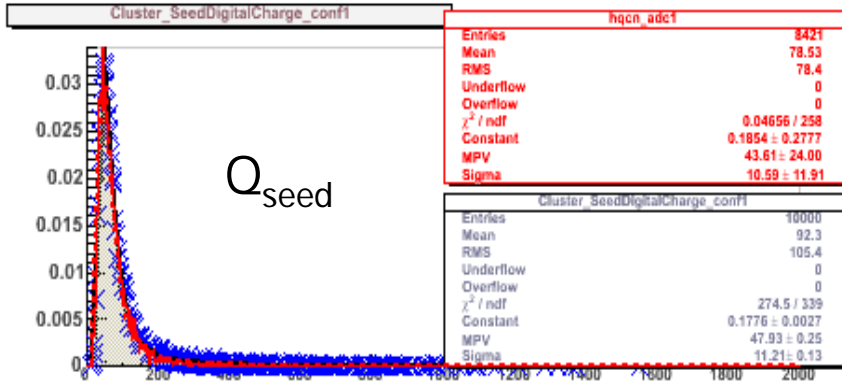 Cluster_SeedDigitalCharge_conf1
hqcn_adc1
Entries 8421
Mean 78.53
RMS 78.4
Underflow 0
Overflow 0
χ² / ndf 0.04656 / 258
Constant 0.1854 ± 0.2777
MPV 43.61 ± 24.00
Sigma 10.59 ± 11.91
Cluster_SeedDigitalCharge_conf1
Entries 10000
Mean 92.3
RMS 105.4
Underflow 0
Overflow 0
χ² / ndf 274.5 / 339
Constant 0.1776 ± 0.0027
MPV 47.93 ± 0.25
Sigma 11.21 ± 0.13
Qseed
0.03
0.025
0.02
0.015
0.01
0.005
0
0 200 400 600 800 1000 1200 1400 1600 1800 2000